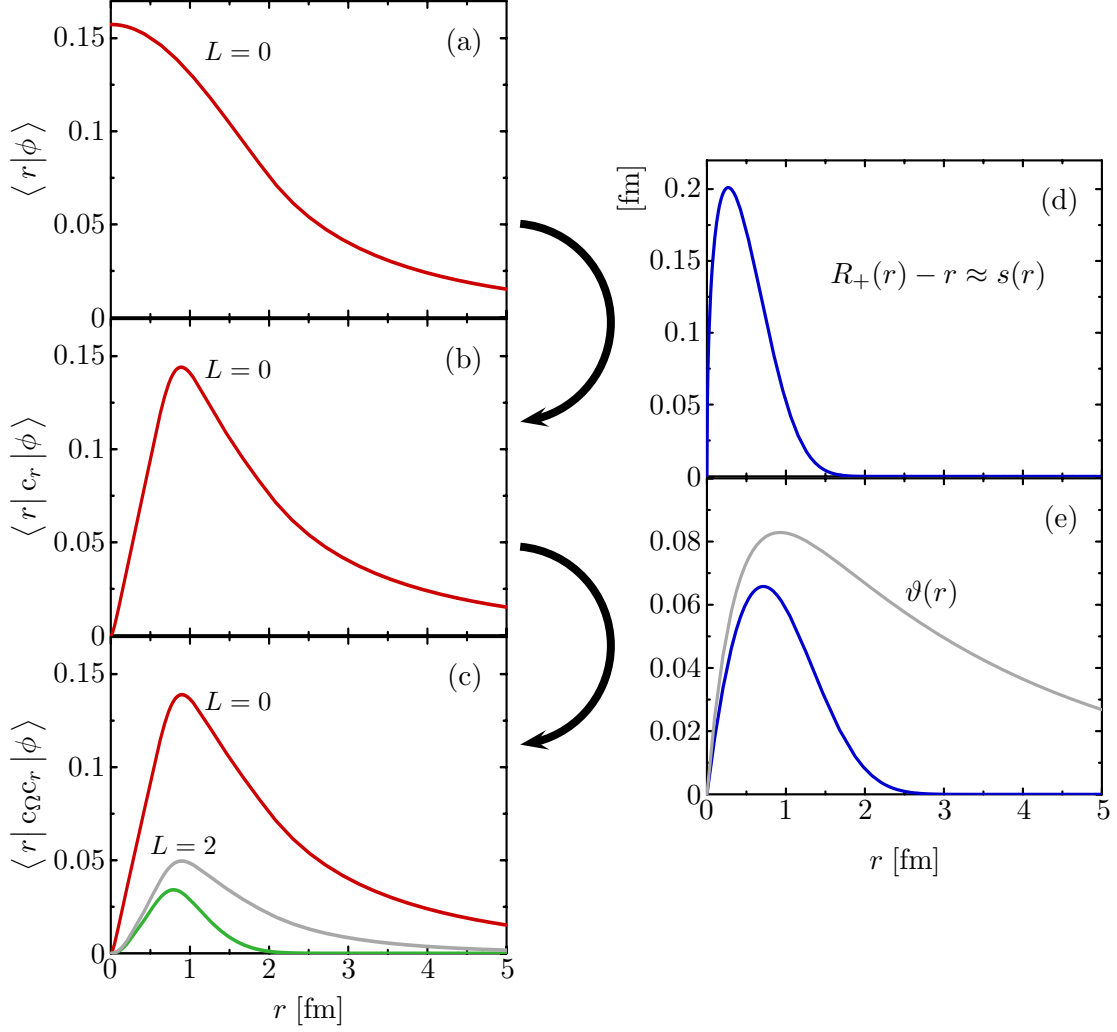 (a)
L = 0
⟨ r | ϕ ⟩
0.15
0.1
0.05
0
(b)
L = 0
⟨ r | c_r | ϕ ⟩
0.15
0.1
0.05
0
(c)
L = 0
L = 2
⟨ r | c_Ω c_r | ϕ ⟩
0.15
0.1
0.05
0
0 1 2 3 4 5
r [fm]
[fm]
(d)
R_+(r) − r ≈ s(r)
0.2
0.15
0.1
0.05
0
(e)
ϑ(r)
0.08
0.06
0.04
0.02
0
0 1 2 3 4 5
r [fm]